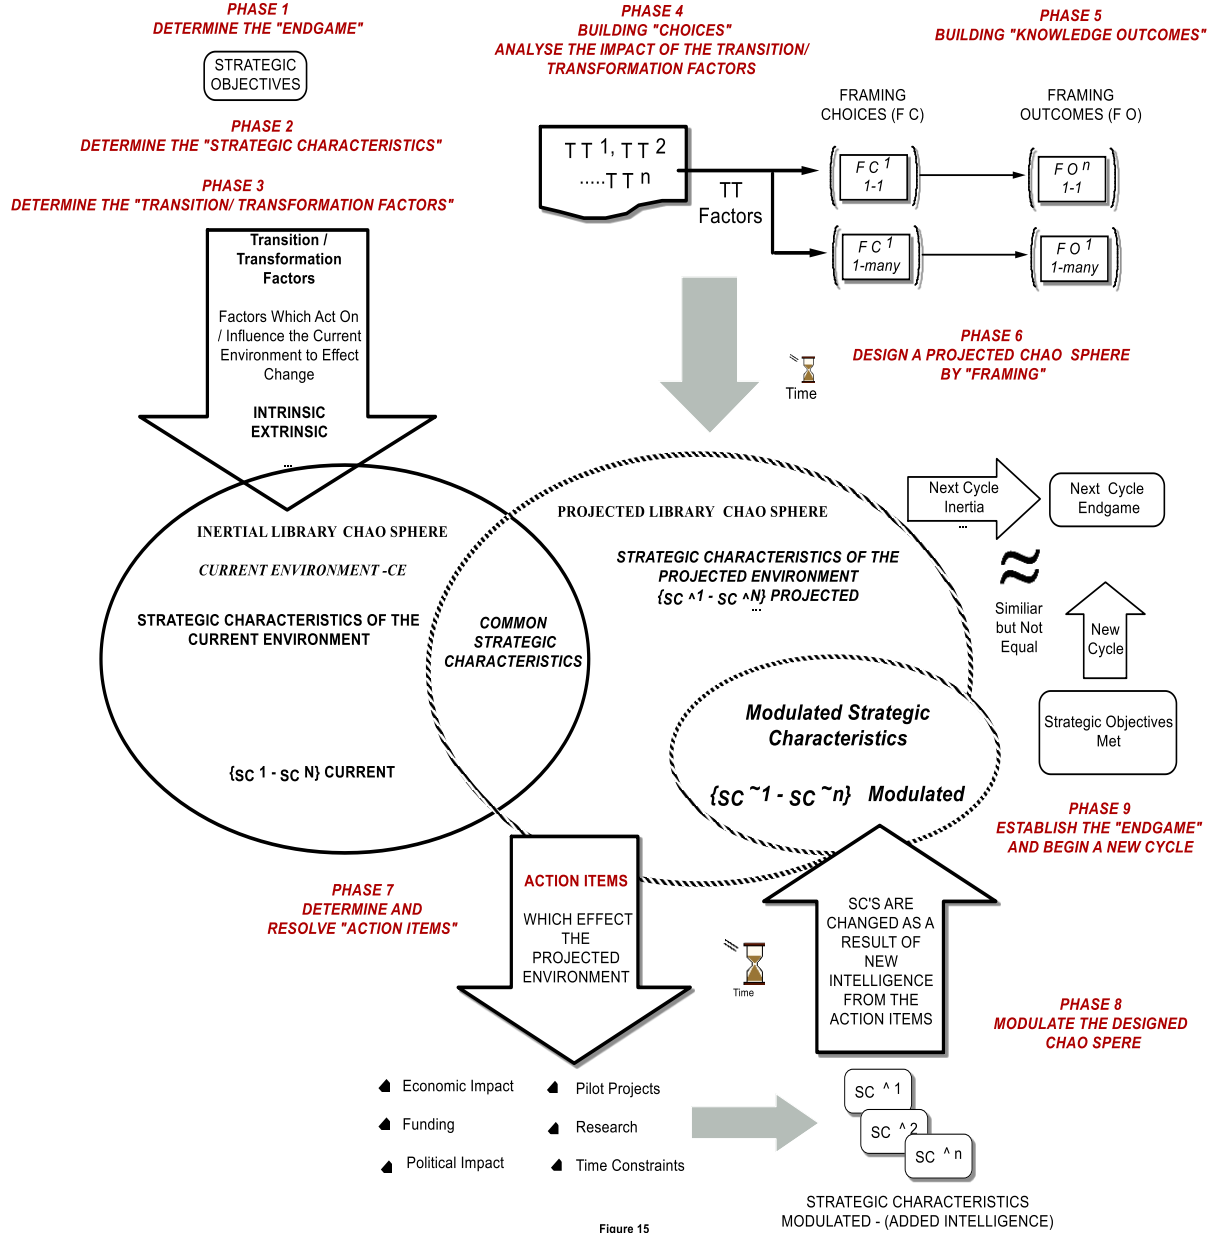 PHASE 1
DETERMINE THE "ENDGAME"
STRATEGIC
OBJECTIVES
PHASE 2
DETERMINE THE "STRATEGIC CHARACTERISTICS"
PHASE 3
DETERMINE THE "TRANSITION/ TRANSFORMATION FACTORS"
Transition /
Transformation
Factors
Factors Which Act On
/ Influence the Current
Environment to Effect
Change
INTRINSIC
EXTRINSIC
...
PHASE 4
BUILDING "CHOICES"
ANALYSE THE IMPACT OF THE TRANSITION/
TRANSFORMATION FACTORS
TT 1, TT 2
.....TT n
TT
Factors
PHASE 5
BUILDING "KNOWLEDGE OUTCOMES"
FRAMING
CHOICES (F C)
FRAMING
OUTCOMES (F O)
F C 1
1-1
F O n
1-1
F C 1
1-many
F O 1
1-many
PHASE 6
DESIGN A PROJECTED CHAO SPHERE
BY "FRAMING"
Time
INERTIAL LIBRARY CHAO SPHERE
CURRENT ENVIRONMENT -CE
STRATEGIC CHARACTERISTICS OF THE
CURRENT ENVIRONMENT
{SC 1 - SC N} CURRENT
COMMON
STRATEGIC
CHARACTERISTICS
PROJECTED LIBRARY CHAO SPHERE
STRATEGIC CHARACTERISTICS OF THE
PROJECTED ENVIRONMENT
{SC ^1 - SC ^N} PROJECTED
...
Modulated Strategic
Characteristics
{SC ~1 - SC ~n} Modulated
Next Cycle
Inertia
...
Next Cycle
Endgame
≈
Similiar
but Not
Equal
New
Cycle
Strategic Objectives
Met
PHASE 9
ESTABLISH THE "ENDGAME"
AND BEGIN A NEW CYCLE
PHASE 7
DETERMINE AND
RESOLVE "ACTION ITEMS"
ACTION ITEMS
WHICH EFFECT
THE
PROJECTED
ENVIRONMENT
Time
SC'S ARE
CHANGED AS A
RESULT OF
NEW
INTELLIGENCE
FROM THE
ACTION ITEMS
PHASE 8
MODULATE THE DESIGNED
CHAO SPERE
Economic Impact
Funding
Political Impact
Pilot Projects
Research
Time Constraints
SC ^ 1
SC ^ 2
SC ^ n
STRATEGIC CHARACTERISTICS
MODULATED - (ADDED INTELLIGENCE)
Figure 15